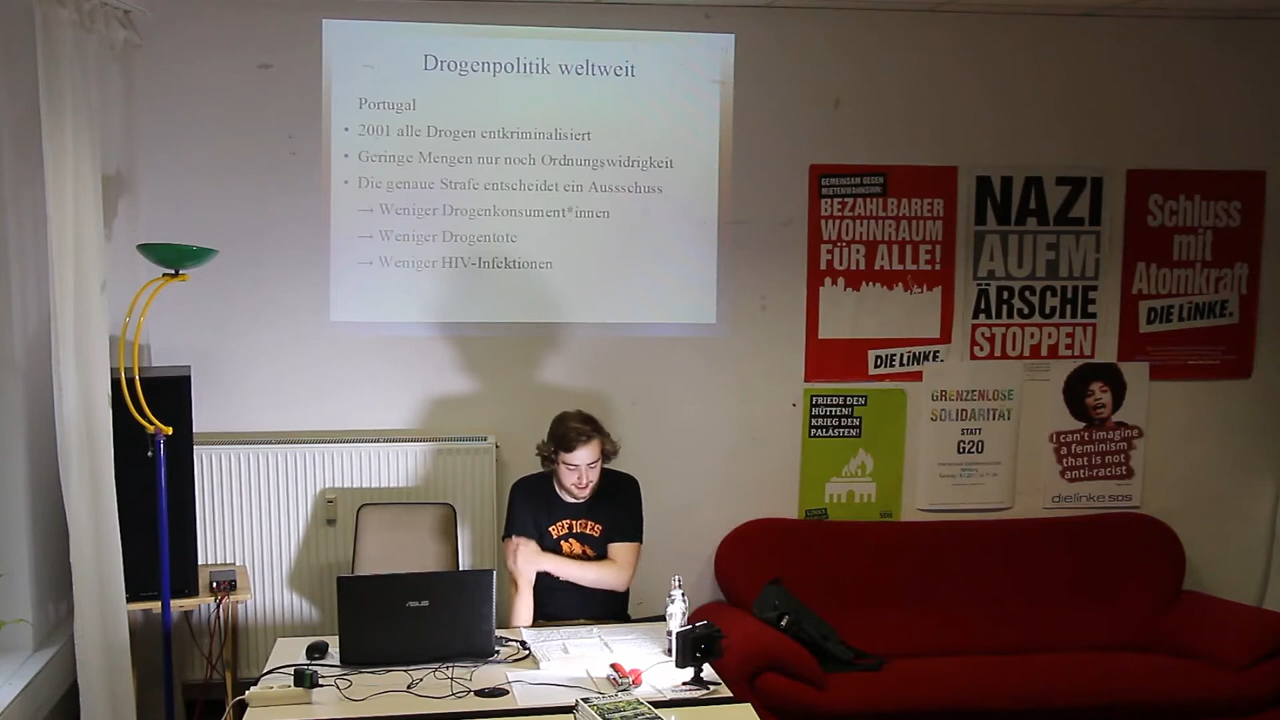 Drogenpolitik weltweit
Portugal
• 2001 alle Drogen entkriminalisiert
• Geringe Mengen nur noch Ordnungswidrigkeit
• Die genaue Strafe entscheidet ein Aussschuss
→ Weniger Drogenkonsument*innen
→ Weniger Drogentote
→ Weniger HIV-Infektionen
GEMEINSAM GEGEN
MIETENWAHNSINN:
BEZAHLBARER
WOHNRAUM
FÜR ALLE!
DIE LINKE.
NAZI
AUFM
ÄRSCHE
STOPPEN
Schluss
mit
Atomkraft
DIE LINKE.
FRIEDE DEN
HÜTTEN!
KRIEG DEN
PALÄSTEN!
SDS
GRENZENLOSE
SOLIDARITÄT
STATT
G20
I can't imagine
a feminism
that is not
anti-racist
dielinke.SDS
REFUGEES
ASUS